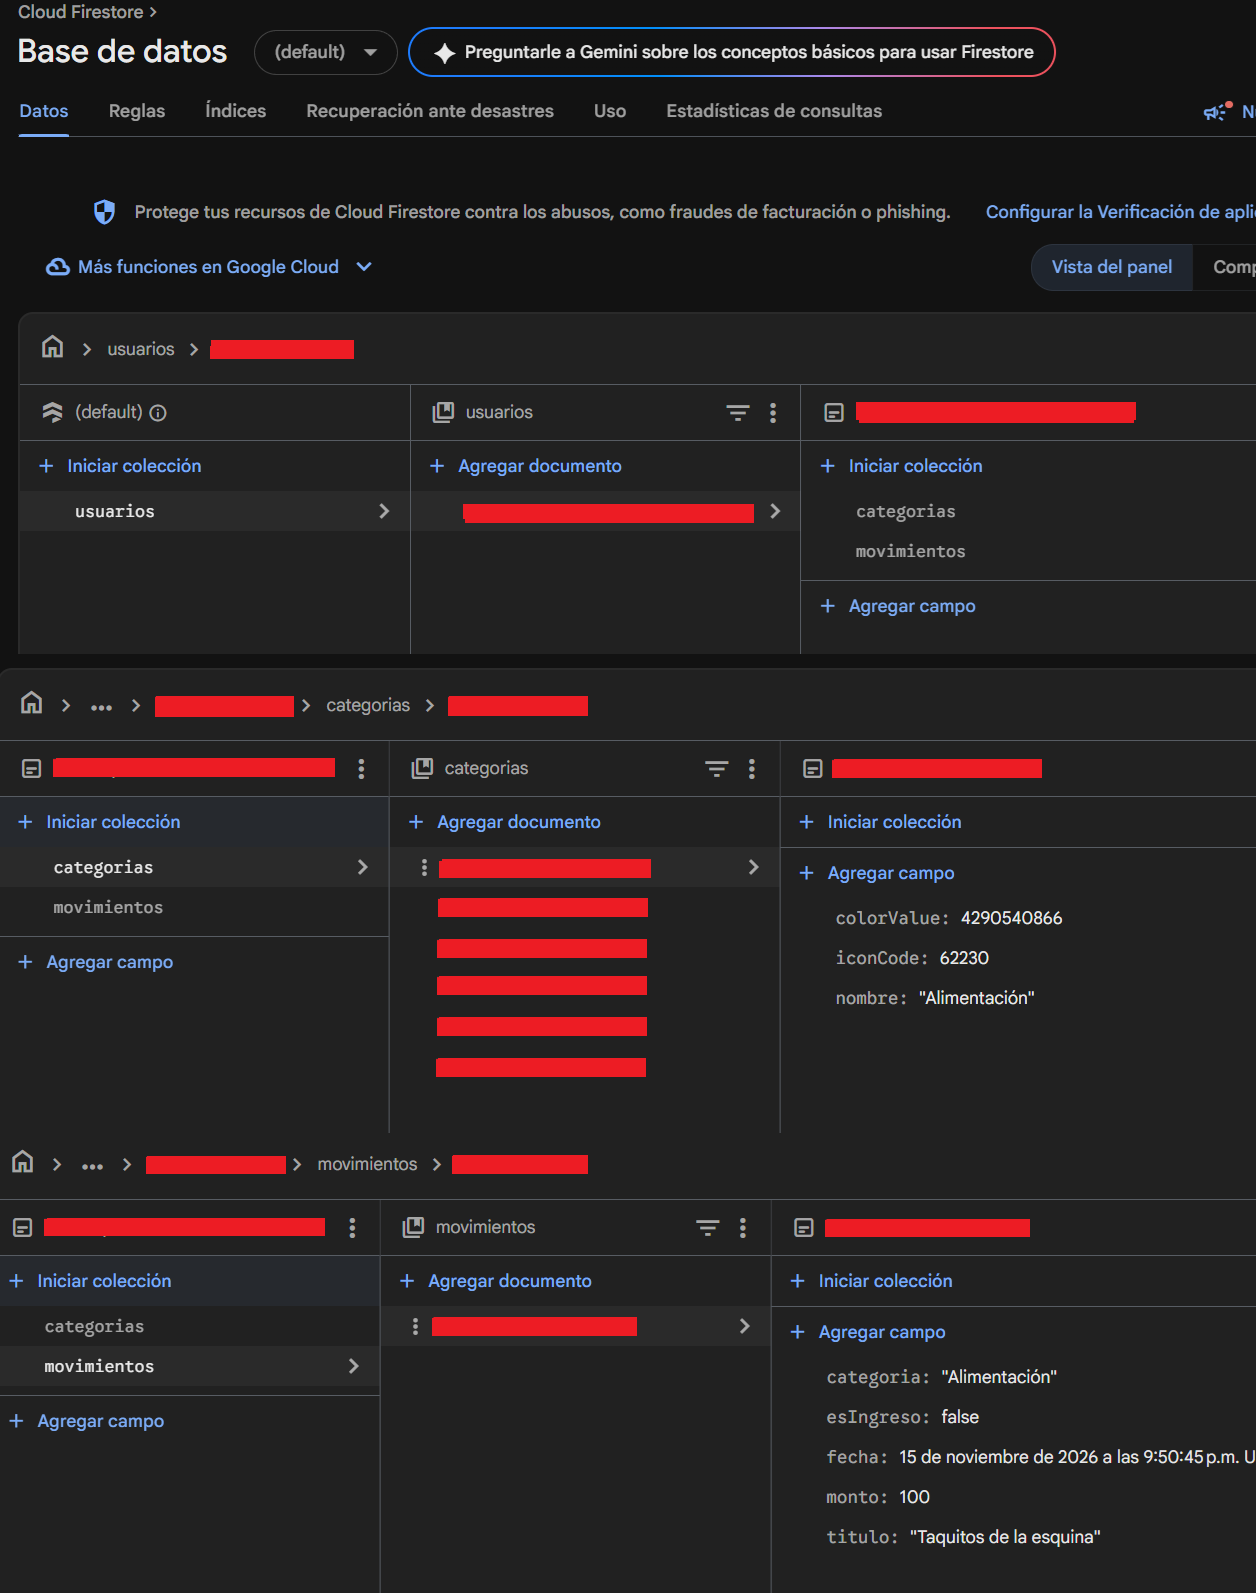 Cloud Firestore
Base de datos
(default)
Preguntarle a Gemini sobre los conceptos básicos para usar Firestore
Datos
Reglas
Índices
Recuperación ante desastres
Uso
Estadísticas de consultas
Protege tus recursos de Cloud Firestore contra los abusos, como fraudes de facturación o phishing.
Configurar la Verificación de
Más funciones en Google Cloud
Vista del panel
usuarios
(default)
usuarios
Iniciar colección
Agregar documento
Iniciar colección
usuarios
categorias
movimientos
Agregar campo
categorias
categorias
Iniciar colección
Agregar documento
Iniciar colección
categorias
movimientos
Agregar campo
Agregar campo
colorValue: 4290540866
iconCode: 62230
nombre: "Alimentación"
movimientos
movimientos
Iniciar colección
Agregar documento
Iniciar colección
categorias
movimientos
Agregar campo
Agregar campo
categoria: "Alimentación"
esIngreso: false
fecha: 15 de noviembre de 2026 a las 9:50:45 p.m.
monto: 100
titulo: "Taquitos de la esquina"